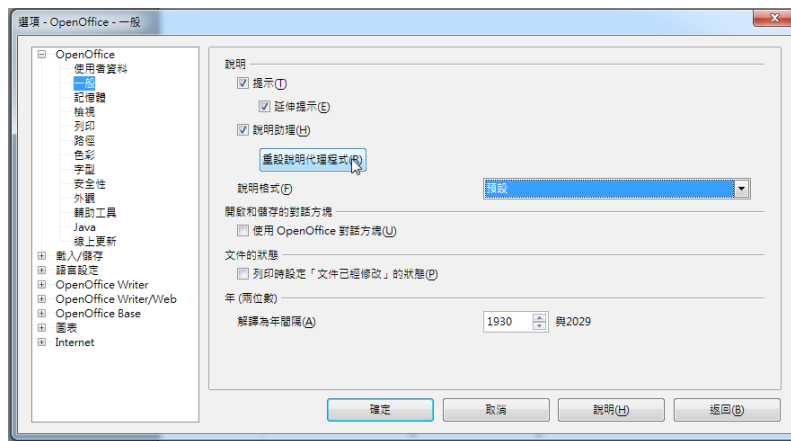 選項 - OpenOffice - 一般
OpenOffice
使用者資料
一般
記憶體
檢視
列印
路徑
色彩
字型
安全性
外觀
輔助工具
Java
線上更新
載入/儲存
語言設定
OpenOffice Writer
OpenOffice Writer/Web
OpenOffice Base
圖表
Internet
說明
提示(T)
延伸提示(E)
說明助理(H)
重設說明代理程式(R)
說明格式(F)
預設
開啟和儲存的對話方塊
使用 OpenOffice 對話方塊(U)
文件的狀態
列印時設定「文件已經修改」的狀態(P)
年 (兩位數)
解譯為年間隔(A) 1930 與2029
確定 取消 說明(H) 返回(B)